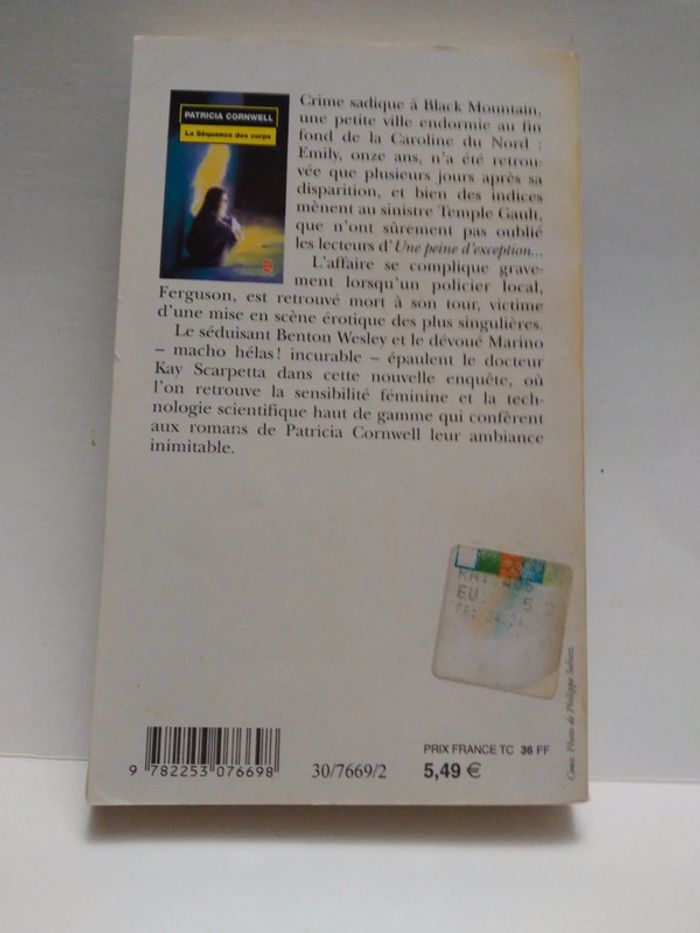 PATRICIA CORNWELL
La Séquence des corps
Crime sadique à Black Mountain,
une petite ville endormie au fin
fond de la Caroline du Nord :
Emily, onze ans, n'a été retrou-
vée que plusieurs jours après sa
disparition, et bien des indices
mènent au sinistre Temple Gault,
que n'ont sûrement pas oublié
les lecteurs d'Une peine d'exception...
L'affaire se complique grave-
ment lorsqu'un policier local,
Ferguson, est retrouvé mort à son tour, victime
d'une mise en scène érotique des plus singulières.
Le séduisant Benton Wesley et le dévoué Marino
– macho hélas! incurable – épaulent le docteur
Kay Scarpetta dans cette nouvelle enquête, où
l'on retrouve la sensibilité féminine et la tech-
nologie scientifique haut de gamme qui confèrent
aux romans de Patricia Cornwell leur ambiance
inimitable.
EU
Couv. Photo de Philippe
9 782253 076698
30/7669/2
PRIX FRANCE TC 36 FF
5,49 €